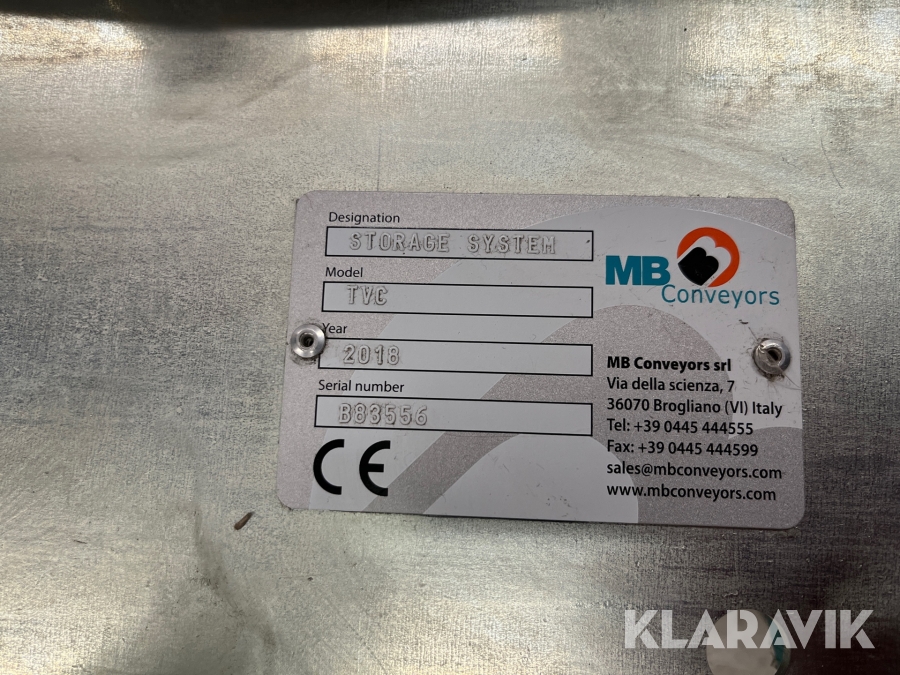 Designation
STORAGE SYSTEM
Model
TVC
Year
2018
Serial number
B83556
CE
MB
Conveyors
MB Conveyors srl
Via della scienza, 7
36070 Brogliano (VI) Italy
Tel: +39 0445 444555
Fax: +39 0445 444599
sales@mbconveyors.com
www.mbconveyors.com
KLARAVIK